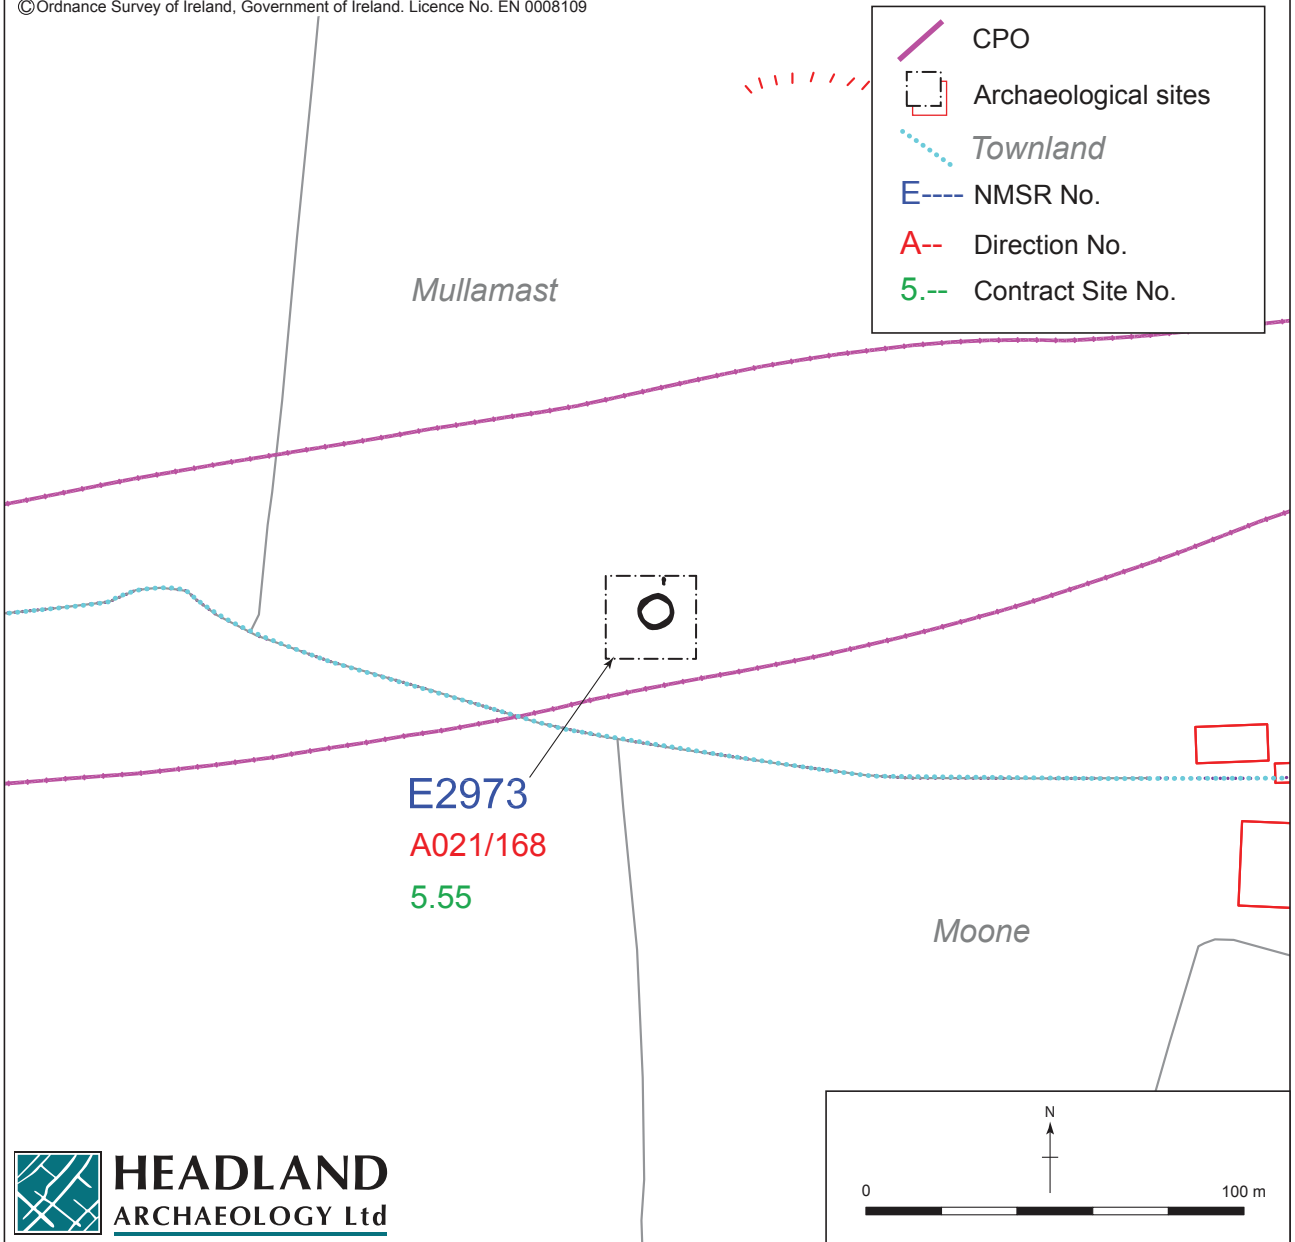 ©Ordnance Survey of Ireland, Government of Ireland. Licence No. EN 0008109
CPO
Archaeological sites
Townland
E---- NMSR No.
A-- Direction No.
5.-- Contract Site No.
Mullamast
E2973
A021/168
5.55
Moone
N
0 100 m
HEADLAND
ARCHAEOLOGY Ltd